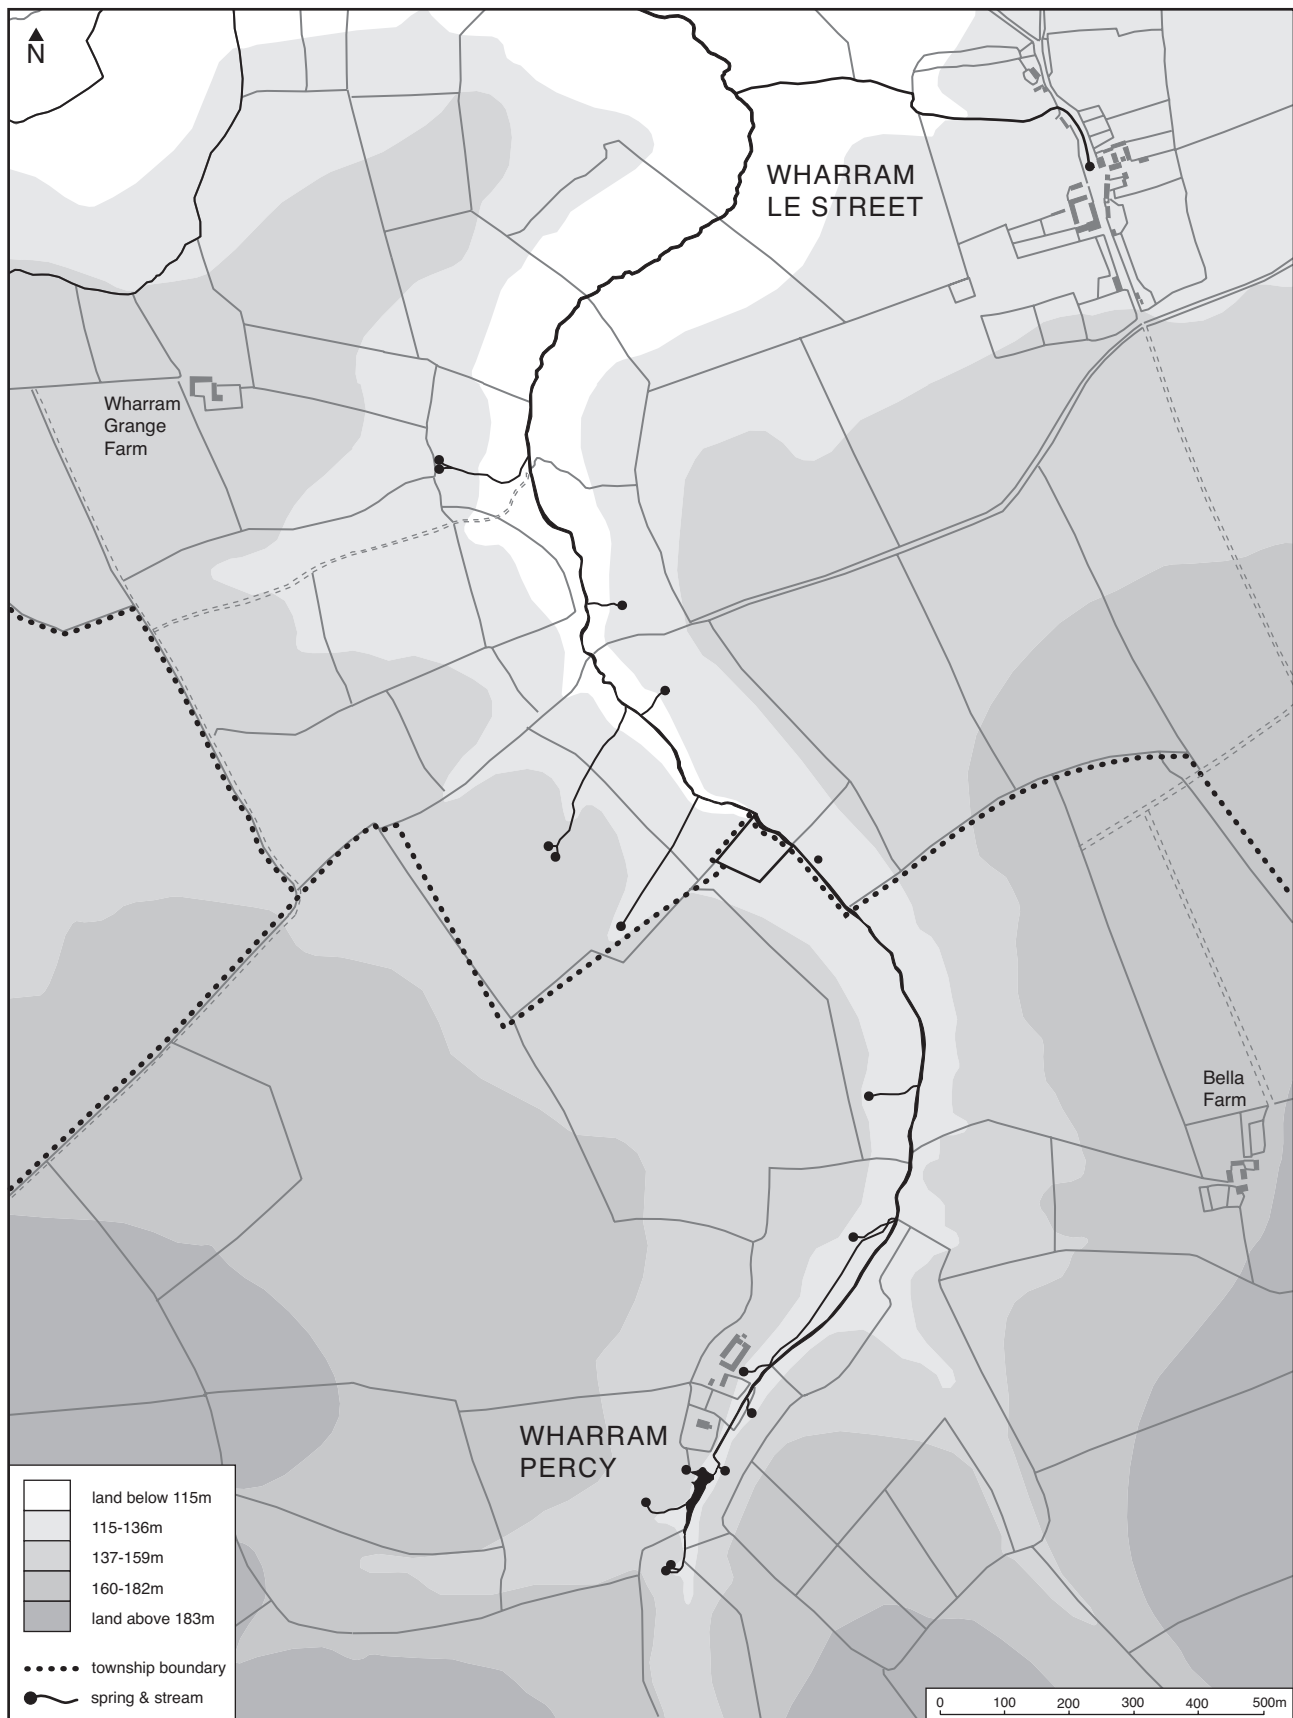 N
WHARRAM
LE STREET
Wharram
Grange
Farm
Bella
Farm
WHARRAM
PERCY
land below 115m
115-136m
137-159m
160-182m
land above 183m
township boundary
spring & stream
0 100 200 300 400 500m